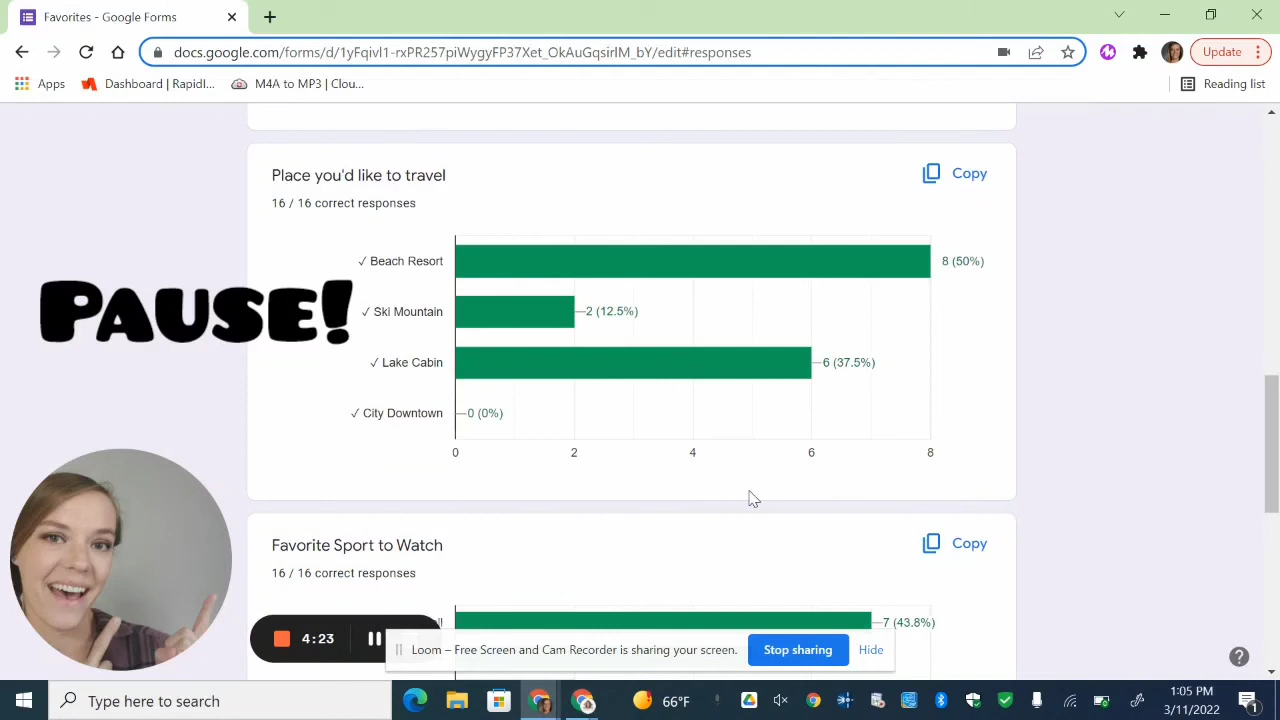 Favorites - Google Forms
docs.google.com/forms/d/1yFqivl1-rxPR257piWygyFP37Xet_OkAuGqsirlM_bY/edit#responses
Update
Apps
Dashboard | Rapidl...
M4A to MP3 | Clou...
Reading list
Place you'd like to travel
Copy
16 / 16 correct responses
✓ Beach Resort
8 (50%)
PAUSE!
✓ Ski Mountain
2 (12.5%)
✓ Lake Cabin
6 (37.5%)
✓ City Downtown
0 (0%)
0 2 4 6 8
Favorite Sport to Watch
Copy
16 / 16 correct responses
7 (43.8%)
4:23
Loom – Free Screen and Cam Recorder is sharing your screen.
Stop sharing
Hide
Type here to search
66°F
1:05 PM
3/11/2022
1